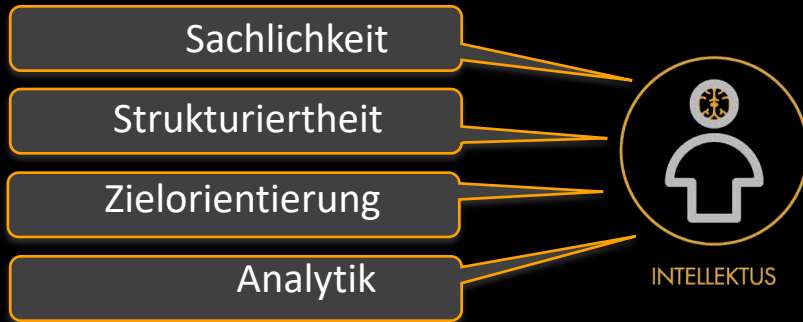 Sachlichkeit
Strukturiertheit
Zielorientierung
Analytik
INTELLEKTUS